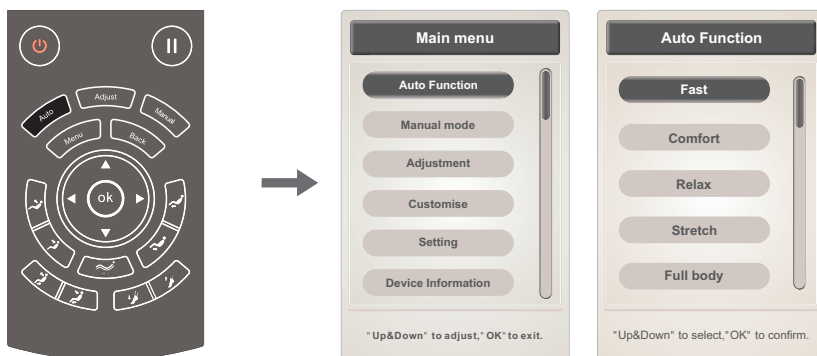 Auto
Adjust
Manual
Menu
Back
ok
Main menu
Auto Function
Manual mode
Adjustment
Customise
Setting
Device Information
"Up&Down" to adjust,"OK" to exit.
Auto Function
Fast
Comfort
Relax
Stretch
Full body
"Up&Down" to select,"OK" to confirm.